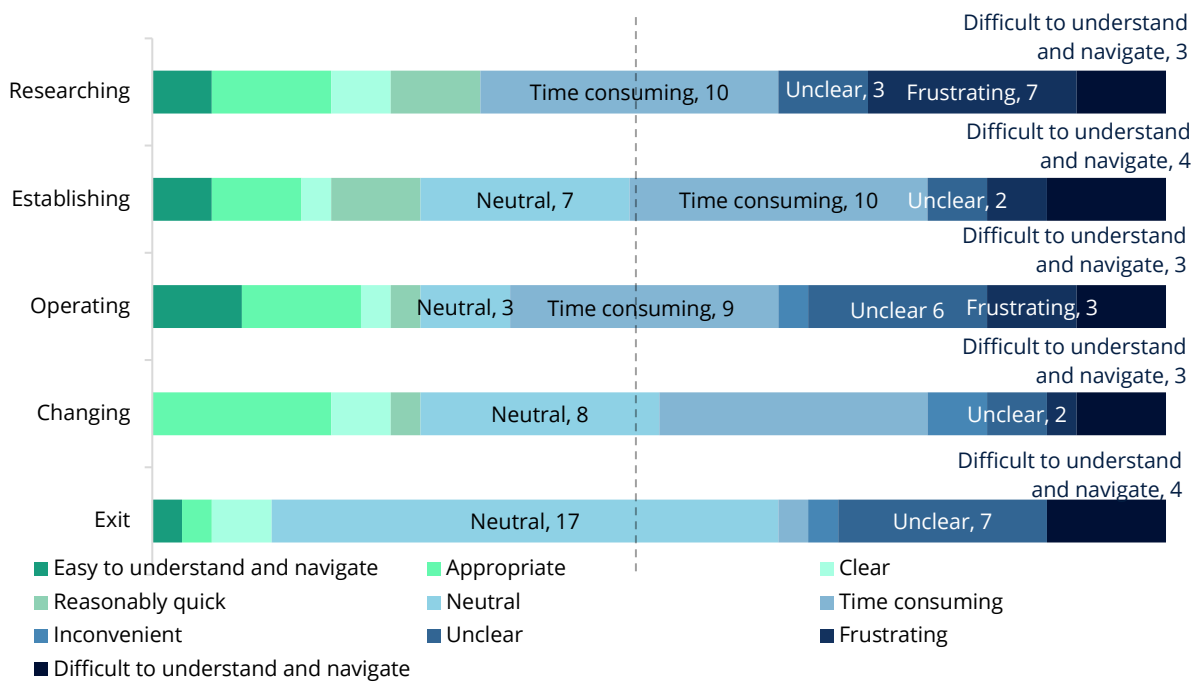 Difficult to understand
and navigate, 3
Researching
Time consuming, 10
Unclear, 3
Frustrating, 7
Difficult to understand
and navigate, 4
Establishing
Neutral, 7
Time consuming, 10
Unclear, 2
Difficult to understand
and navigate, 3
Operating
Neutral, 3
Time consuming, 9
Unclear 6
Frustrating, 3
Difficult to understand
and navigate, 3
Changing
Neutral, 8
Unclear, 2
Difficult to understand
and navigate, 4
Exit
Neutral, 17
Unclear, 7
Easy to understand and navigate
Appropriate
Clear
Reasonably quick
Neutral
Time consuming
Inconvenient
Unclear
Frustrating
Difficult to understand and navigate